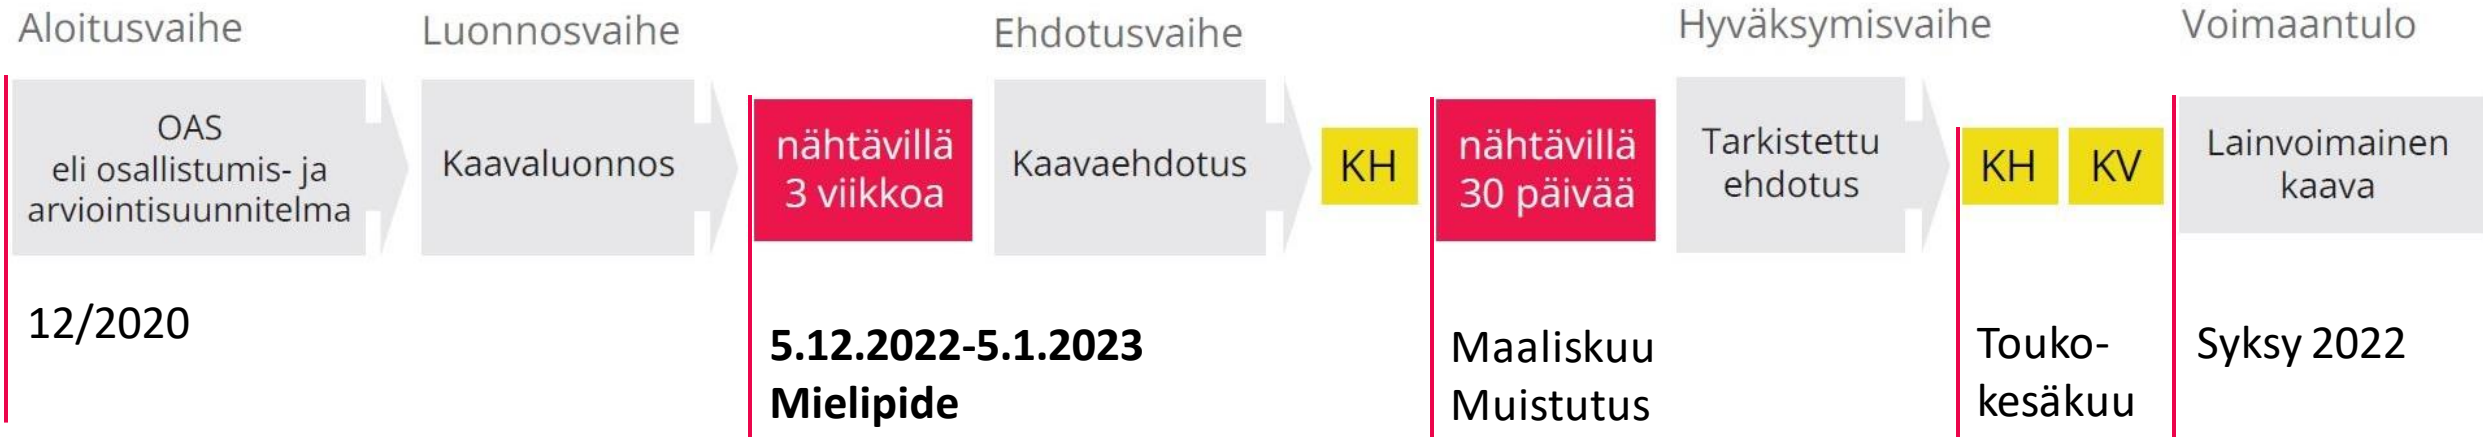 Aloitusvaihe
Luonnosvaihe
Ehdotusvaihe
Hyväksymisvaihe
Voimaantulo
OAS
eli osallistumis- ja
arviointisuunnitelma
Kaavaluonnos
nähtävillä
3 viikkoa
Kaavaehdotus
KH
nähtävillä
30 päivää
Tarkistettu
ehdotus
KH
KV
Lainvoimainen
kaava
12/2020
5.12.2022-5.1.2023
Mielipide
Maaliskuu
Muistutus
Touko-
kesäkuu
Syksy 2022